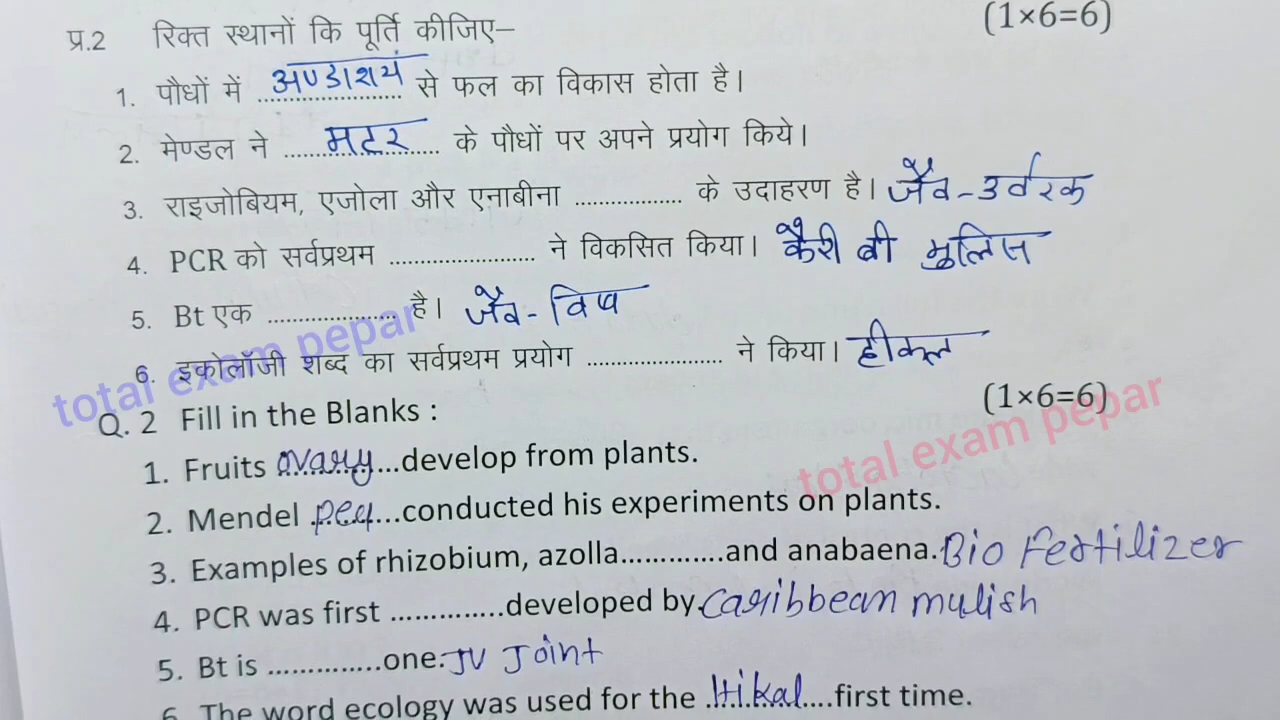 प्र.2 रिक्त स्थानों कि पूर्ति कीजिए– (1×6=6)
1. पौधों में ...अण्डाशय... से फल का विकास होता है।
2. मेण्डल ने ...मटर... के पौधों पर अपने प्रयोग किये।
3. राइजोबियम, एजोला और एनाबीना .................. के उदाहरण है। जैव-उर्वरक
4. PCR को सर्वप्रथम ........................ ने विकसित किया। कैरी बी मुलिस
5. Bt एक ...................... है। जैव-विष
6. इकोलॉजी शब्द का सर्वप्रथम प्रयोग ....................... ने किया। हीकल
total exam pepar
Q. 2 Fill in the Blanks : (1×6=6)
total exam pepar
1. Fruits ovary...develop from plants.
2. Mendel pea...conducted his experiments on plants.
3. Examples of rhizobium, azolla.............and anabaena. Bio Fertilizer
4. PCR was first ..............developed by. Caribbean mulish
5. Bt is ..............one. JV Joint
6. The word ecology was used for the ..Hikal....first time.